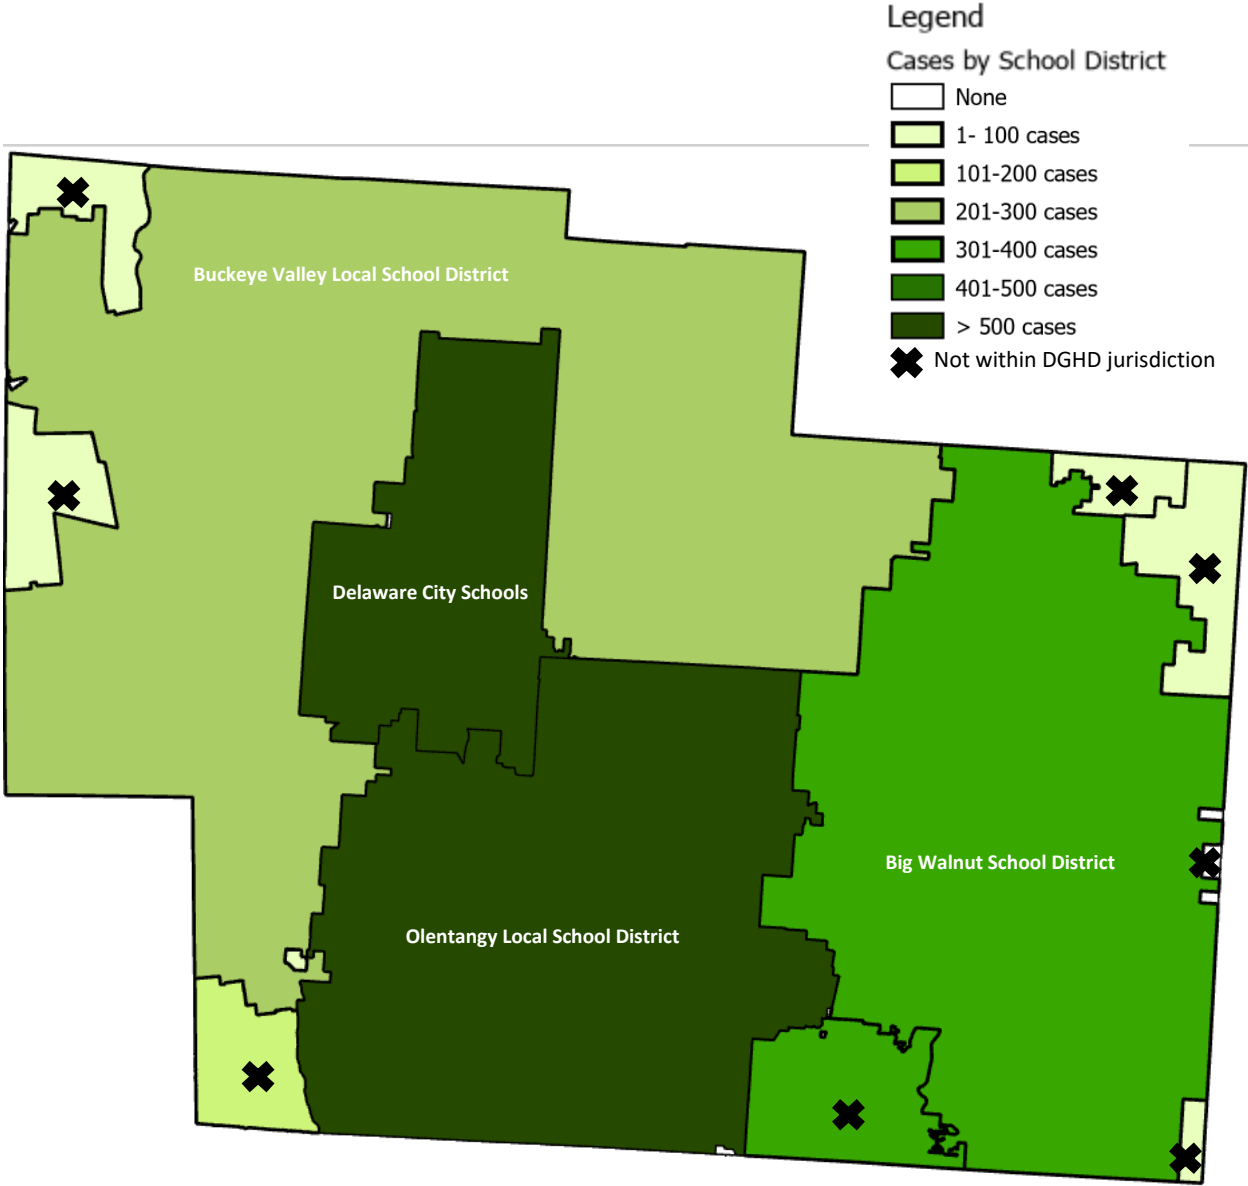 Legend
Cases by School District
None
1- 100 cases
101-200 cases
201-300 cases
301-400 cases
401-500 cases
> 500 cases
Not within DGHD jurisdiction
Buckeye Valley Local School District
Delaware City Schools
Big Walnut School District
Olentangy Local School District